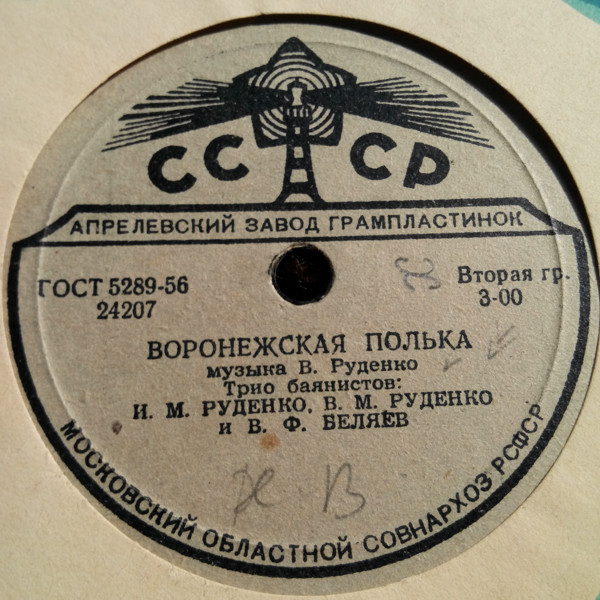 СССР
АПРЕЛЕВСКИЙ ЗАВОД ГРАМПЛАСТИНОК
ГОСТ 5289-56
24207
Вторая гр.
3-00
ВОРОНЕЖСКАЯ ПОЛЬКА
музыка В. Руденко
Трио баянистов:
И. М. РУДЕНКО, В. М. РУДЕНКО
и В. Ф. БЕЛЯЕВ
МОСКОВСКИЙ ОБЛАСТНОЙ СОВНАРХОЗ РСФСР